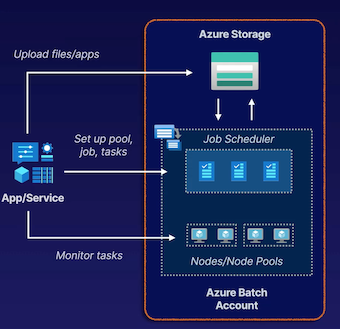 Azure Storage
Upload files/apps
Set up pool,
job, tasks
Job Scheduler
App/Service
Monitor tasks
Nodes/Node Pools
Azure Batch
Account